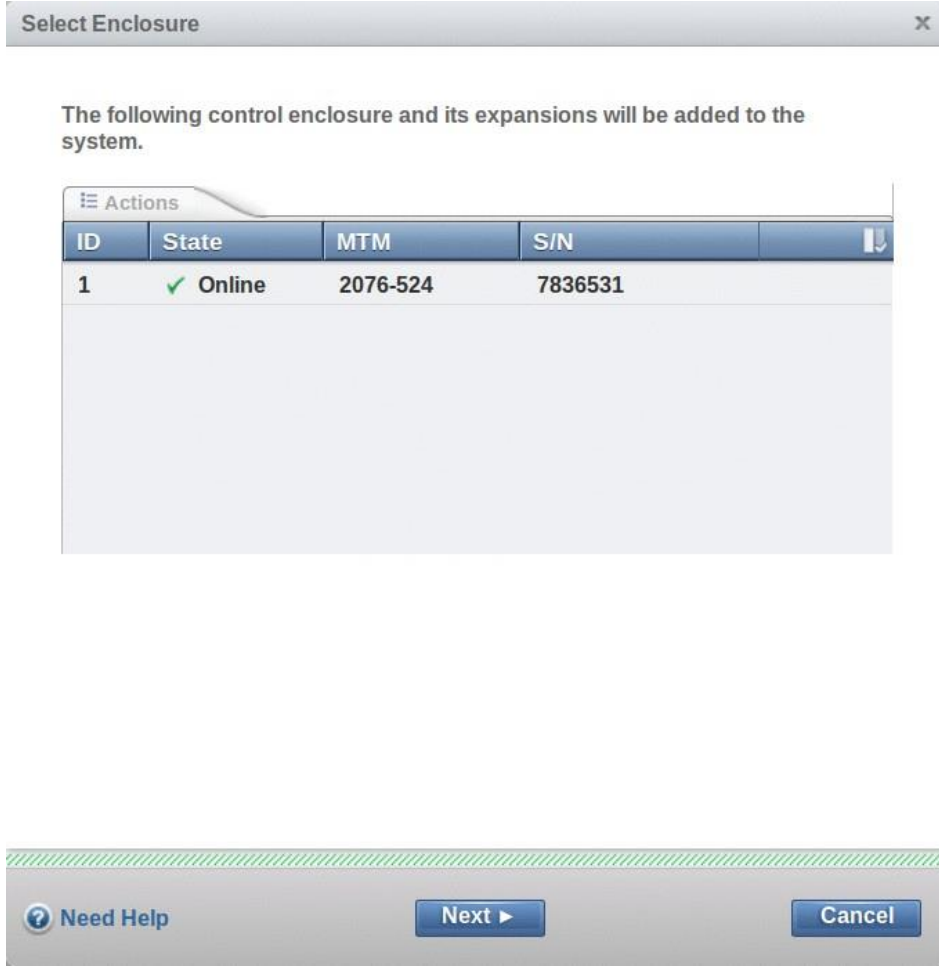 Select Enclosure x
The following control enclosure and its expansions will be added to the
system.
Actions
ID State MTM S/N
1 Online 2076-524 7836531
Need Help Next Cancel